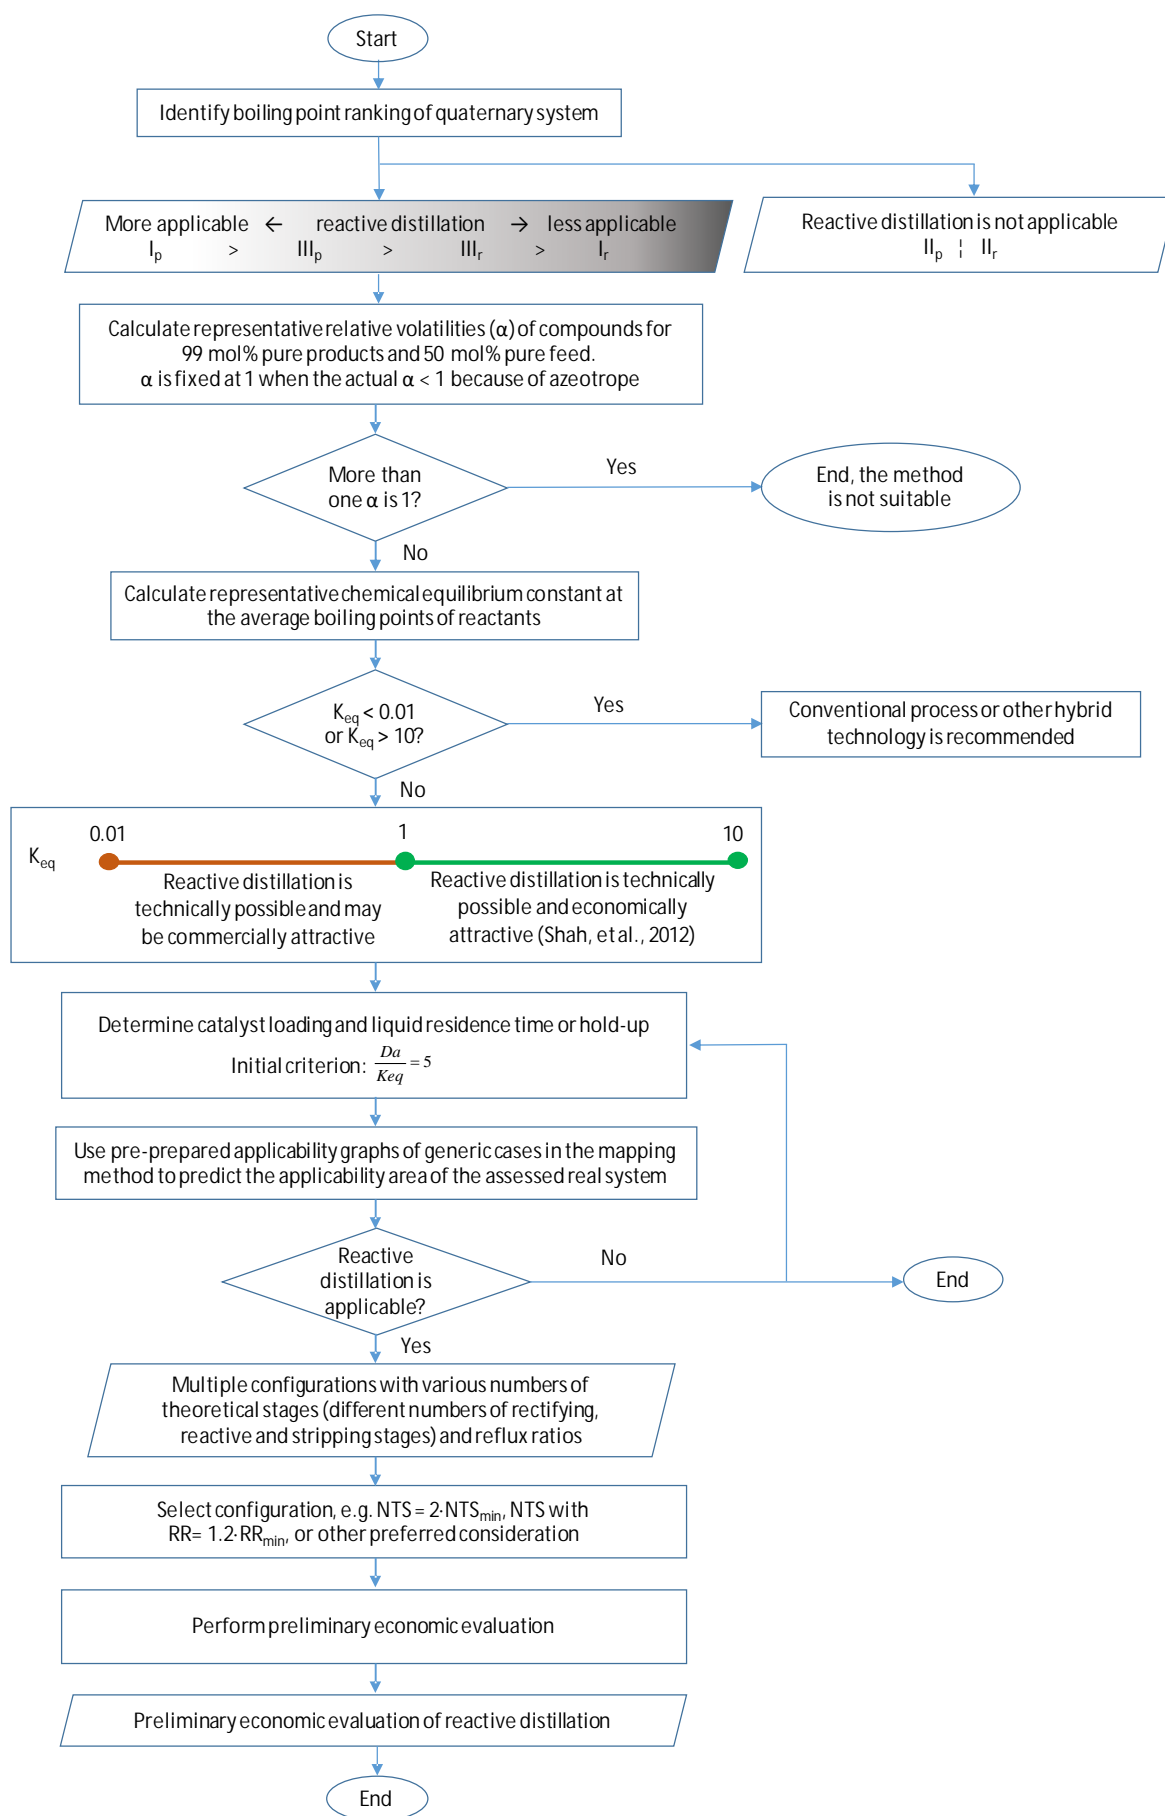 Start
Identify boiling point ranking of quaternary system
More applicable ← reactive distillation → less applicable
Ip > IIIp > IIIr > Ir
Reactive distillation is not applicable
IIp ¦ IIr
Calculate representative relative volatilities (α) of compounds for
99 mol% pure products and 50 mol% pure feed.
α is fixed at 1 when the actual α < 1 because of azeotrope
More than
one α is 1?
Yes
End, the method
is not suitable
No
Calculate representative chemical equilibrium constant at
the average boiling points of reactants
Keq < 0.01
or Keq > 10?
Yes
Conventional process or other hybrid
technology is recommended
No
0.01 1 10
Keq
Reactive distillation is
technically possible and may
be commercially attractive
Reactive distillation is technically
possible and economically
attractive (Shah, et al., 2012)
Determine catalyst loading and liquid residence time or hold-up
Initial criterion: Da/Keq = 5
Use pre-prepared applicability graphs of generic cases in the mapping
method to predict the applicability area of the assessed real system
Reactive
distillation is
applicable?
No
End
Yes
Multiple configurations with various numbers of
theoretical stages (different numbers of rectifying,
reactive and stripping stages) and reflux ratios
Select configuration, e.g. NTS = 2·NTSmin, NTS with
RR= 1.2·RRmin, or other preferred consideration
Perform preliminary economic evaluation
Preliminary economic evaluation of reactive distillation
End